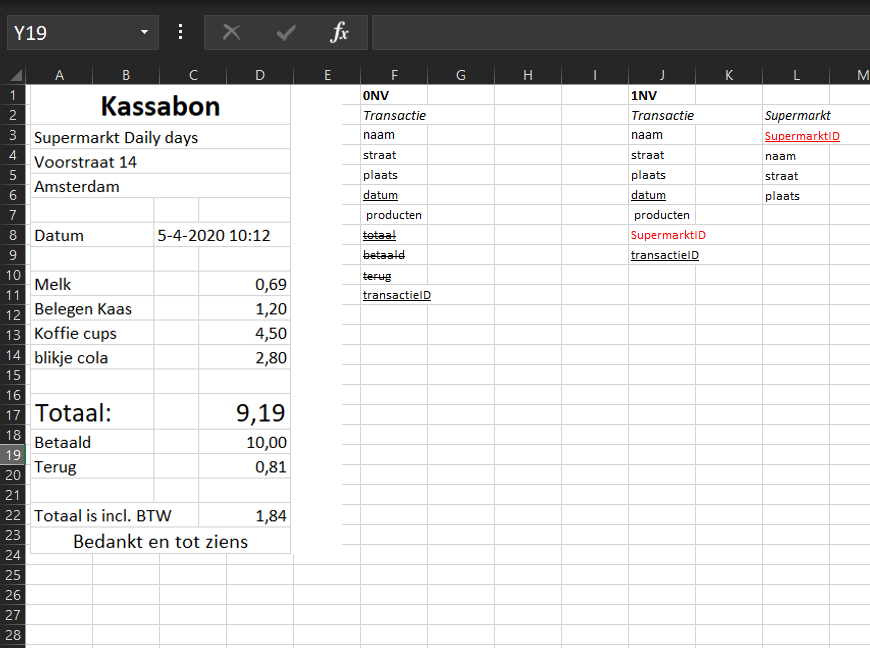 Y19
fx
A B C D E F G H I J K L M
1 Kassabon 0NV 1NV
2 Transactie Transactie Supermarkt
3 Supermarkt Daily days naam naam SupermarktID
4 Voorstraat 14 straat straat naam
5 Amsterdam plaats plaats straat
6 datum datum plaats
7 producten producten
8 Datum 5-4-2020 10:12 totaal SupermarktID
9 betaald transactieID
10 Melk 0,69 terug
11 transactieID
12 Belegen Kaas 1,20
13 Koffie cups 4,50
14 blikje cola 2,80
15
16
17 Totaal: 9,19
18 Betaald 10,00
19
20 Terug 0,81
21
22 Totaal is incl. BTW 1,84
23 Bedankt en tot ziens
24
25
26
27
28